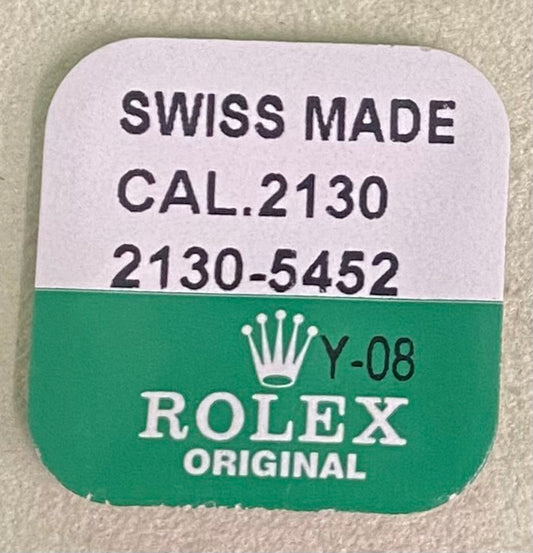 SWISS MADE
CAL.2130
2130-5452
Y-08
ROLEX
ORIGINAL